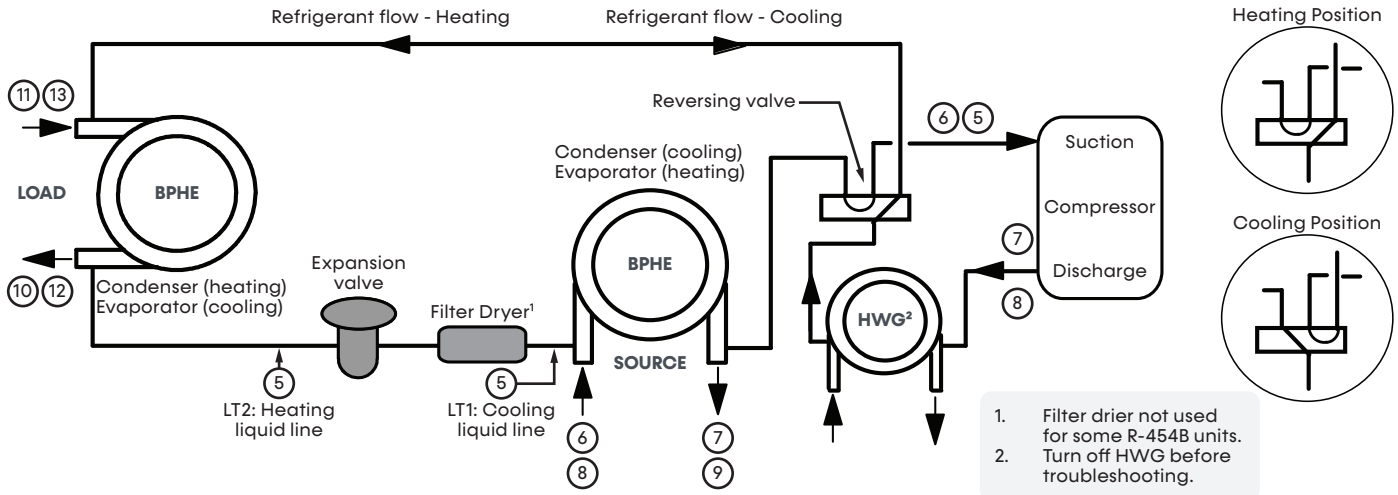 Refrigerant flow - Heating
Refrigerant flow - Cooling
Heating Position
11 13
Reversing valve
6 5
Suction
Condenser (cooling)
Evaporator (heating)
LOAD
BPHE
Compressor
Cooling Position
7
Discharge
8
BPHE
10 12
Condenser (heating)
Evaporator (cooling)
Expansion
valve
Filter Dryer¹
HWG²
SOURCE
5
LT2: Heating
liquid line
5
LT1: Cooling
liquid line
6
8
7
9
1. Filter drier not used
for some R-454B units.
2. Turn off HWG before
troubleshooting.